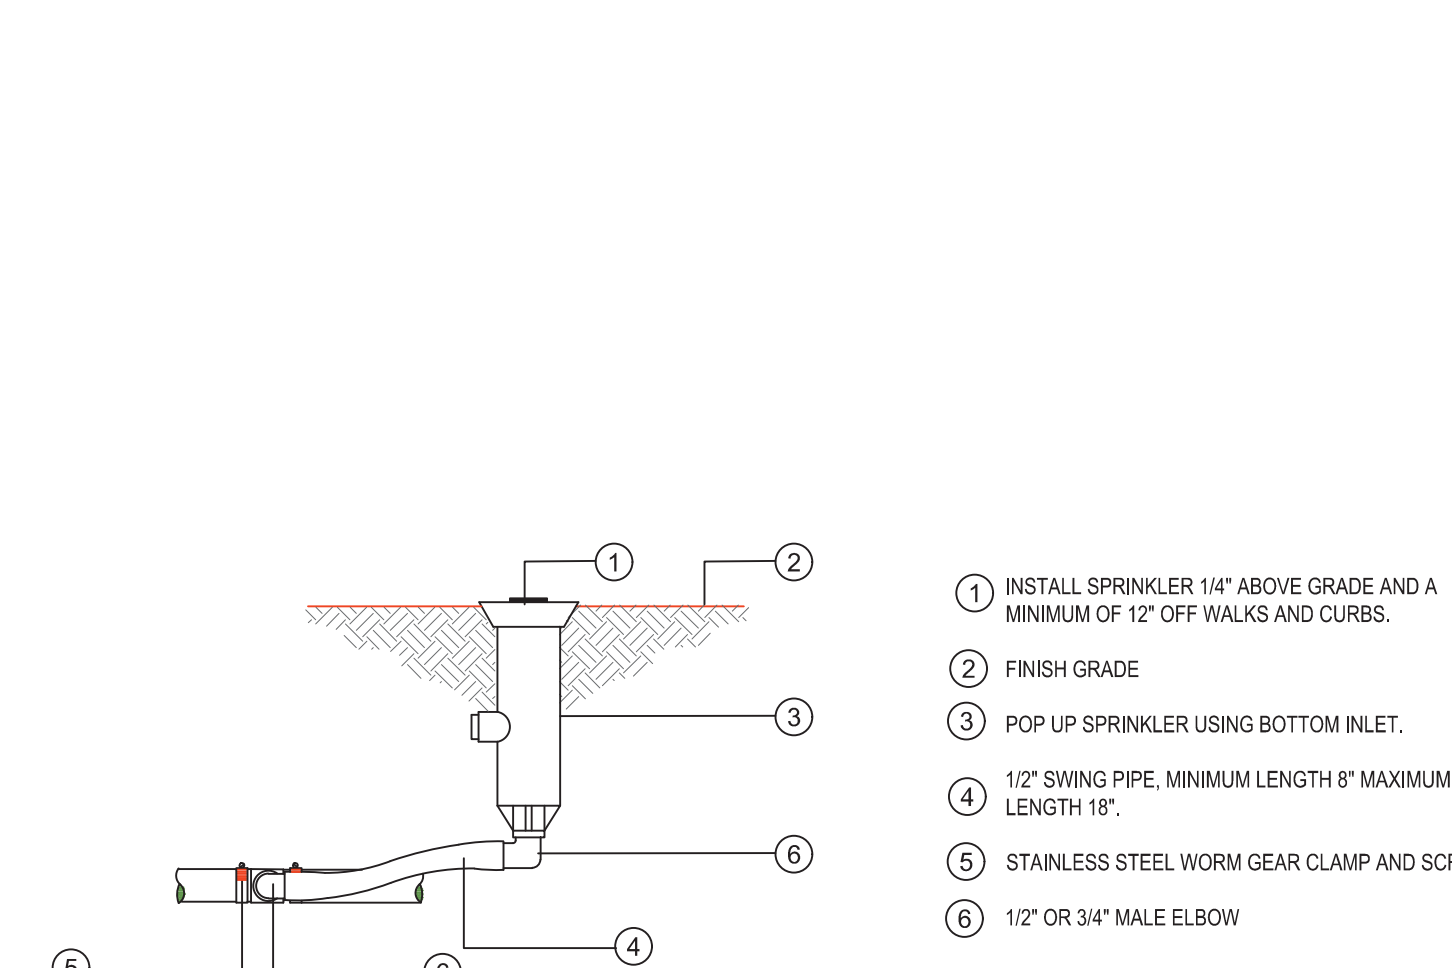 1
2
1 INSTALL SPRINKLER 1/4" ABOVE GRADE AND A
MINIMUM OF 12" OFF WALKS AND CURBS.
2 FINISH GRADE
3
3 POP UP SPRINKLER USING BOTTOM INLET.
4 1/2" SWING PIPE, MINIMUM LENGTH 8" MAXIMUM
LENGTH 18".
6
5 STAINLESS STEEL WORM GEAR CLAMP AND
6 1/2" OR 3/4" MALE ELBOW
4
5